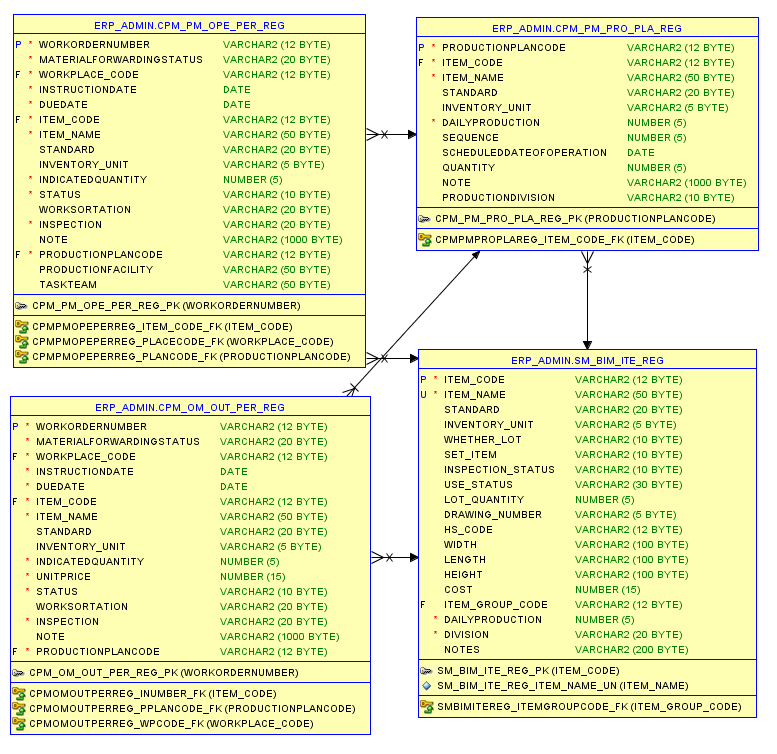 ERP_ADMIN.CPM_PM_OPE_PER_REG
P * WORKORDERNUMBER VARCHAR2 (12 BYTE)
* MATERIALFORWARDINGSTATUS VARCHAR2 (20 BYTE)
F * WORKPLACE_CODE VARCHAR2 (12 BYTE)
* INSTRUCTIONDATE DATE
* DUEDATE DATE
F * ITEM_CODE VARCHAR2 (12 BYTE)
* ITEM_NAME VARCHAR2 (50 BYTE)
STANDARD VARCHAR2 (20 BYTE)
INVENTORY_UNIT VARCHAR2 (5 BYTE)
* INDICATEDQUANTITY NUMBER (5)
* STATUS VARCHAR2 (10 BYTE)
WORKSORTATION VARCHAR2 (20 BYTE)
* INSPECTION VARCHAR2 (20 BYTE)
NOTE VARCHAR2 (1000 BYTE)
F * PRODUCTIONPLANCODE VARCHAR2 (12 BYTE)
PRODUCTIONFACILITY VARCHAR2 (50 BYTE)
TASKTEAM VARCHAR2 (50 BYTE)
CPM_PM_OPE_PER_REG_PK (WORKORDERNUMBER)
CPMPMOPEPERREG_ITEM_CODE_FK (ITEM_CODE)
CPMPMOPEPERREG_PLACECODE_FK (WORKPLACE_CODE)
CPMPMOPEPERREG_PLANCODE_FK (PRODUCTIONPLANCODE)
ERP_ADMIN.CPM_PM_PRO_PLA_REG
P * PRODUCTIONPLANCODE VARCHAR2 (12 BYTE)
F * ITEM_CODE VARCHAR2 (12 BYTE)
* ITEM_NAME VARCHAR2 (50 BYTE)
STANDARD VARCHAR2 (20 BYTE)
INVENTORY_UNIT VARCHAR2 (5 BYTE)
* DAILYPRODUCTION NUMBER (5)
SEQUENCE NUMBER (5)
SCHEDULEDDATEOFOPERATION DATE
QUANTITY NUMBER (5)
NOTE VARCHAR2 (1000 BYTE)
PRODUCTIONDIVISION VARCHAR2 (10 BYTE)
CPM_PM_PRO_PLA_REG_PK (PRODUCTIONPLANCODE)
CPMPMPROPLAREG_ITEM_CODE_FK (ITEM_CODE)
ERP_ADMIN.CPM_OM_OUT_PER_REG
P * WORKORDERNUMBER VARCHAR2 (12 BYTE)
* MATERIALFORWARDINGSTATUS VARCHAR2 (20 BYTE)
F * WORKPLACE_CODE VARCHAR2 (12 BYTE)
* INSTRUCTIONDATE DATE
* DUEDATE DATE
F * ITEM_CODE VARCHAR2 (12 BYTE)
* ITEM_NAME VARCHAR2 (50 BYTE)
STANDARD VARCHAR2 (20 BYTE)
INVENTORY_UNIT VARCHAR2 (5 BYTE)
* INDICATEDQUANTITY NUMBER (5)
* UNITPRICE NUMBER (15)
* STATUS VARCHAR2 (10 BYTE)
WORKSORTATION VARCHAR2 (20 BYTE)
* INSPECTION VARCHAR2 (20 BYTE)
NOTE VARCHAR2 (1000 BYTE)
F * PRODUCTIONPLANCODE VARCHAR2 (12 BYTE)
CPM_OM_OUT_PER_REG_PK (WORKORDERNUMBER)
CPMOMOUTPERREG_INUMBER_FK (ITEM_CODE)
CPMOMOUTPERREG_PPLANCODE_FK (PRODUCTIONPLANCODE)
CPMOMOUTPERREG_WPCODE_FK (WORKPLACE_CODE)
ERP_ADMIN.SM_BIM_ITE_REG
P * ITEM_CODE VARCHAR2 (12 BYTE)
U * ITEM_NAME VARCHAR2 (50 BYTE)
STANDARD VARCHAR2 (20 BYTE)
INVENTORY_UNIT VARCHAR2 (5 BYTE)
WHETHER_LOT VARCHAR2 (10 BYTE)
SET_ITEM VARCHAR2 (10 BYTE)
INSPECTION_STATUS VARCHAR2 (10 BYTE)
USE_STATUS VARCHAR2 (30 BYTE)
LOT_QUANTITY NUMBER (5)
DRAWING_NUMBER VARCHAR2 (5 BYTE)
HS_CODE VARCHAR2 (12 BYTE)
WIDTH VARCHAR2 (100 BYTE)
LENGTH VARCHAR2 (100 BYTE)
HEIGHT VARCHAR2 (100 BYTE)
COST NUMBER (15)
F ITEM_GROUP_CODE VARCHAR2 (12 BYTE)
* DAILYPRODUCTION NUMBER (5)
* DIVISION VARCHAR2 (20 BYTE)
NOTES VARCHAR2 (200 BYTE)
SM_BIM_ITE_REG_PK (ITEM_CODE)
SM_BIM_ITE_REG_ITEM_NAME_UN (ITEM_NAME)
SMBIMITEREG_ITEMGROUPCODE_FK (ITEM_GROUP_CODE)